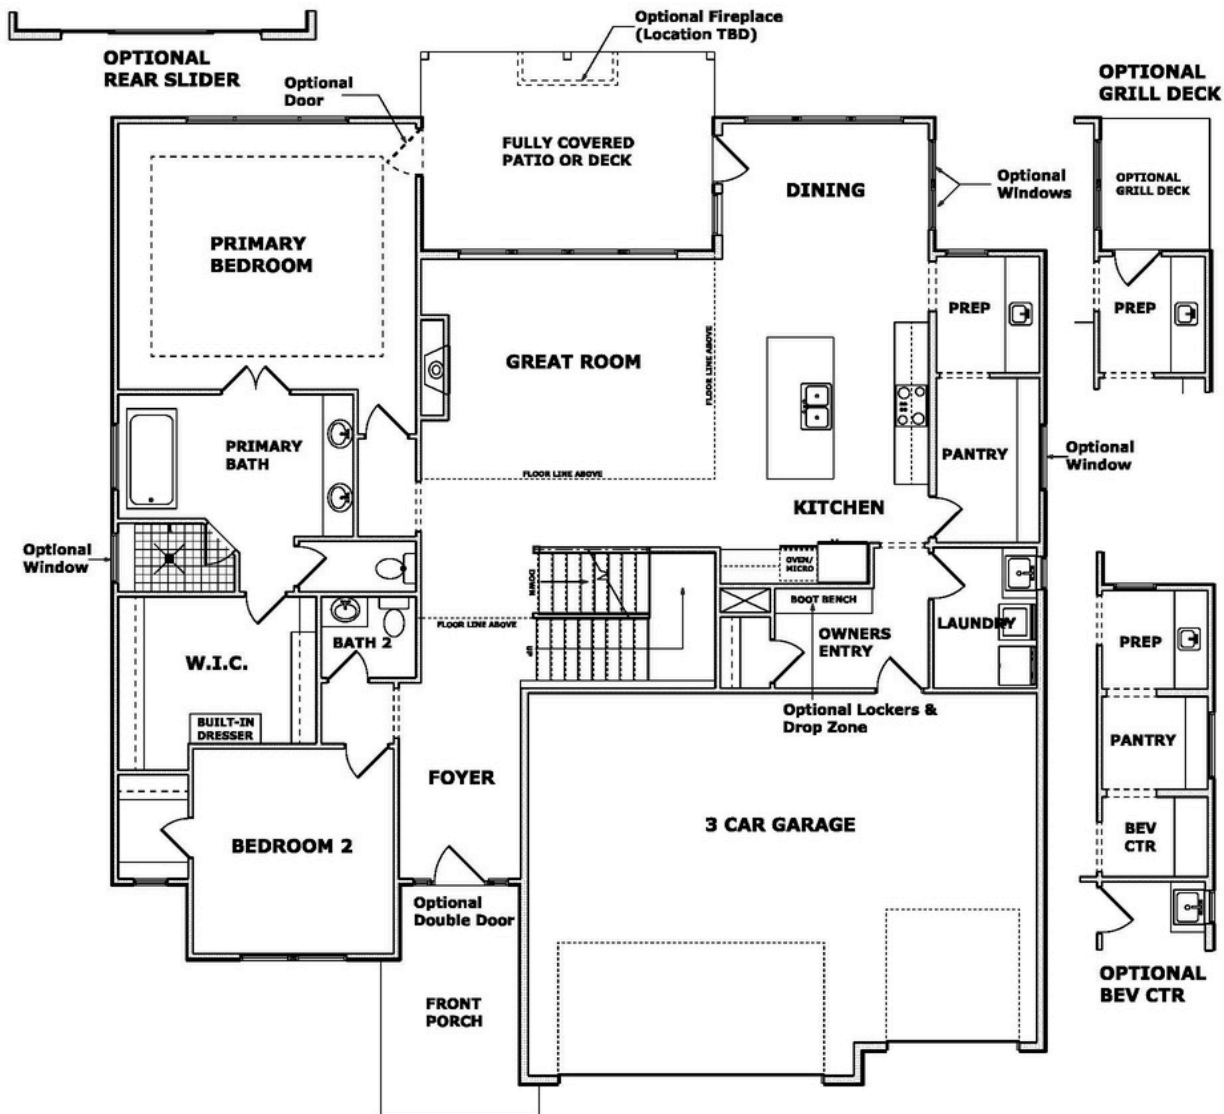 Optional Fireplace
(Location TBD)
OPTIONAL
REAR SLIDER
Optional
Door
OPTIONAL
GRILL DECK
FULLY COVERED
PATIO OR DECK
DINING
Optional
Windows
OPTIONAL
GRILL DECK
PRIMARY
BEDROOM
PREP
PREP
GREAT ROOM
FLOOR LINE ABOVE
PRIMARY
BATH
PANTRY
Optional
Window
FLOOR LINE ABOVE
KITCHEN
Optional
Window
OVEN/
MICRO
DOWN
BOOT BENCH
UP
FLOOR LINE ABOVE
BATH 2
OWNERS
ENTRY
LAUNDRY
PREP
W.I.C.
BUILT-IN
DRESSER
Optional Lockers &
Drop Zone
PANTRY
FOYER
3 CAR GARAGE
BEV
CTR
BEDROOM 2
Optional
Double Door
OPTIONAL
BEV CTR
FRONT
PORCH